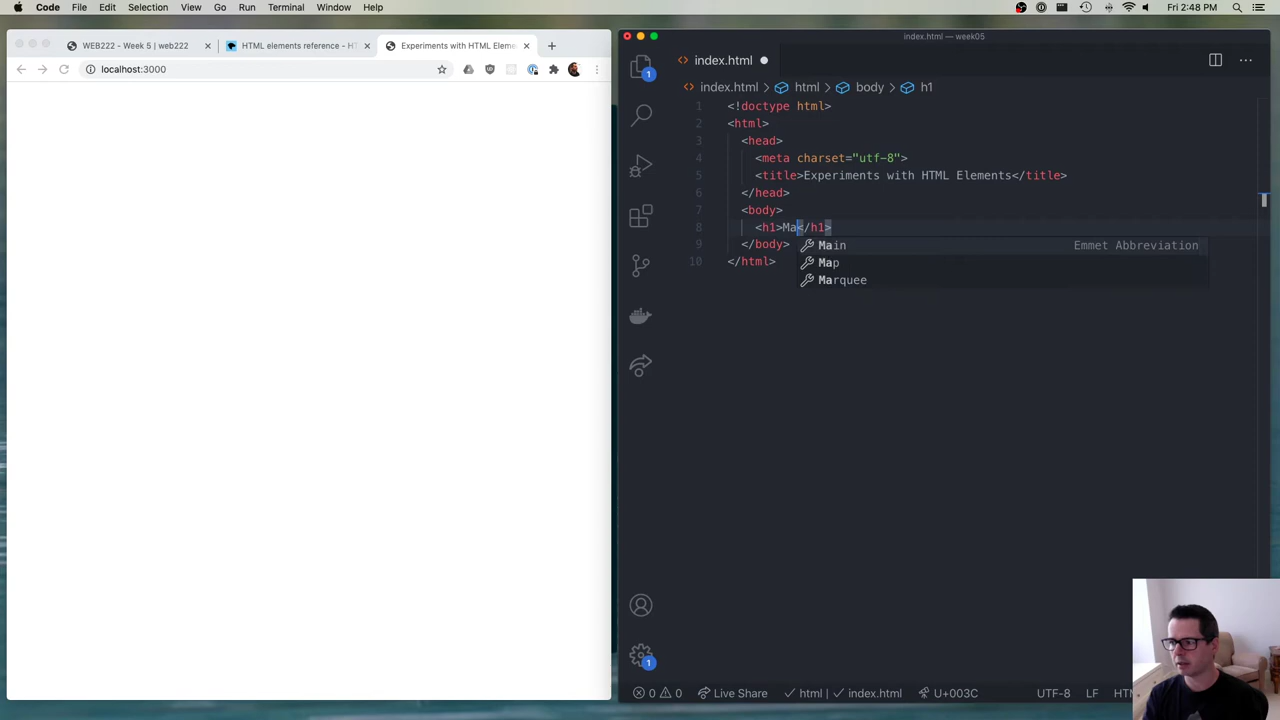 Code File Edit Selection View Go Run Terminal Window Help
Fri 2:48 PM
WEB222 - Week 5 | web222
HTML elements reference - HT
Experiments with HTML Eleme
localhost:3000
index.html — week05
index.html
index.html > html > body > h1
1 <!doctype html>
2 <html>
3 <head>
4 <meta charset="utf-8">
5 <title>Experiments with HTML Elements</title>
6 </head>
7 <body>
8 <h1>Ma</h1>
9 </body>
10 </html>
Main Emmet Abbreviation
Map
Marquee
1
1
0 0 Live Share html | index.html U+003C UTF-8 LF HTM